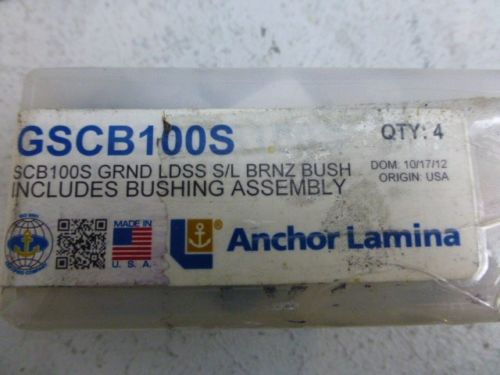 GSCB100S
QTY: 4
SCB100S GRND LDSS S/L BRNZ BUSH
INCLUDES BUSHING ASSEMBLY
DOM: 10/17/12
ORIGIN: USA
MADE IN
U.S.A.
Anchor Lamina